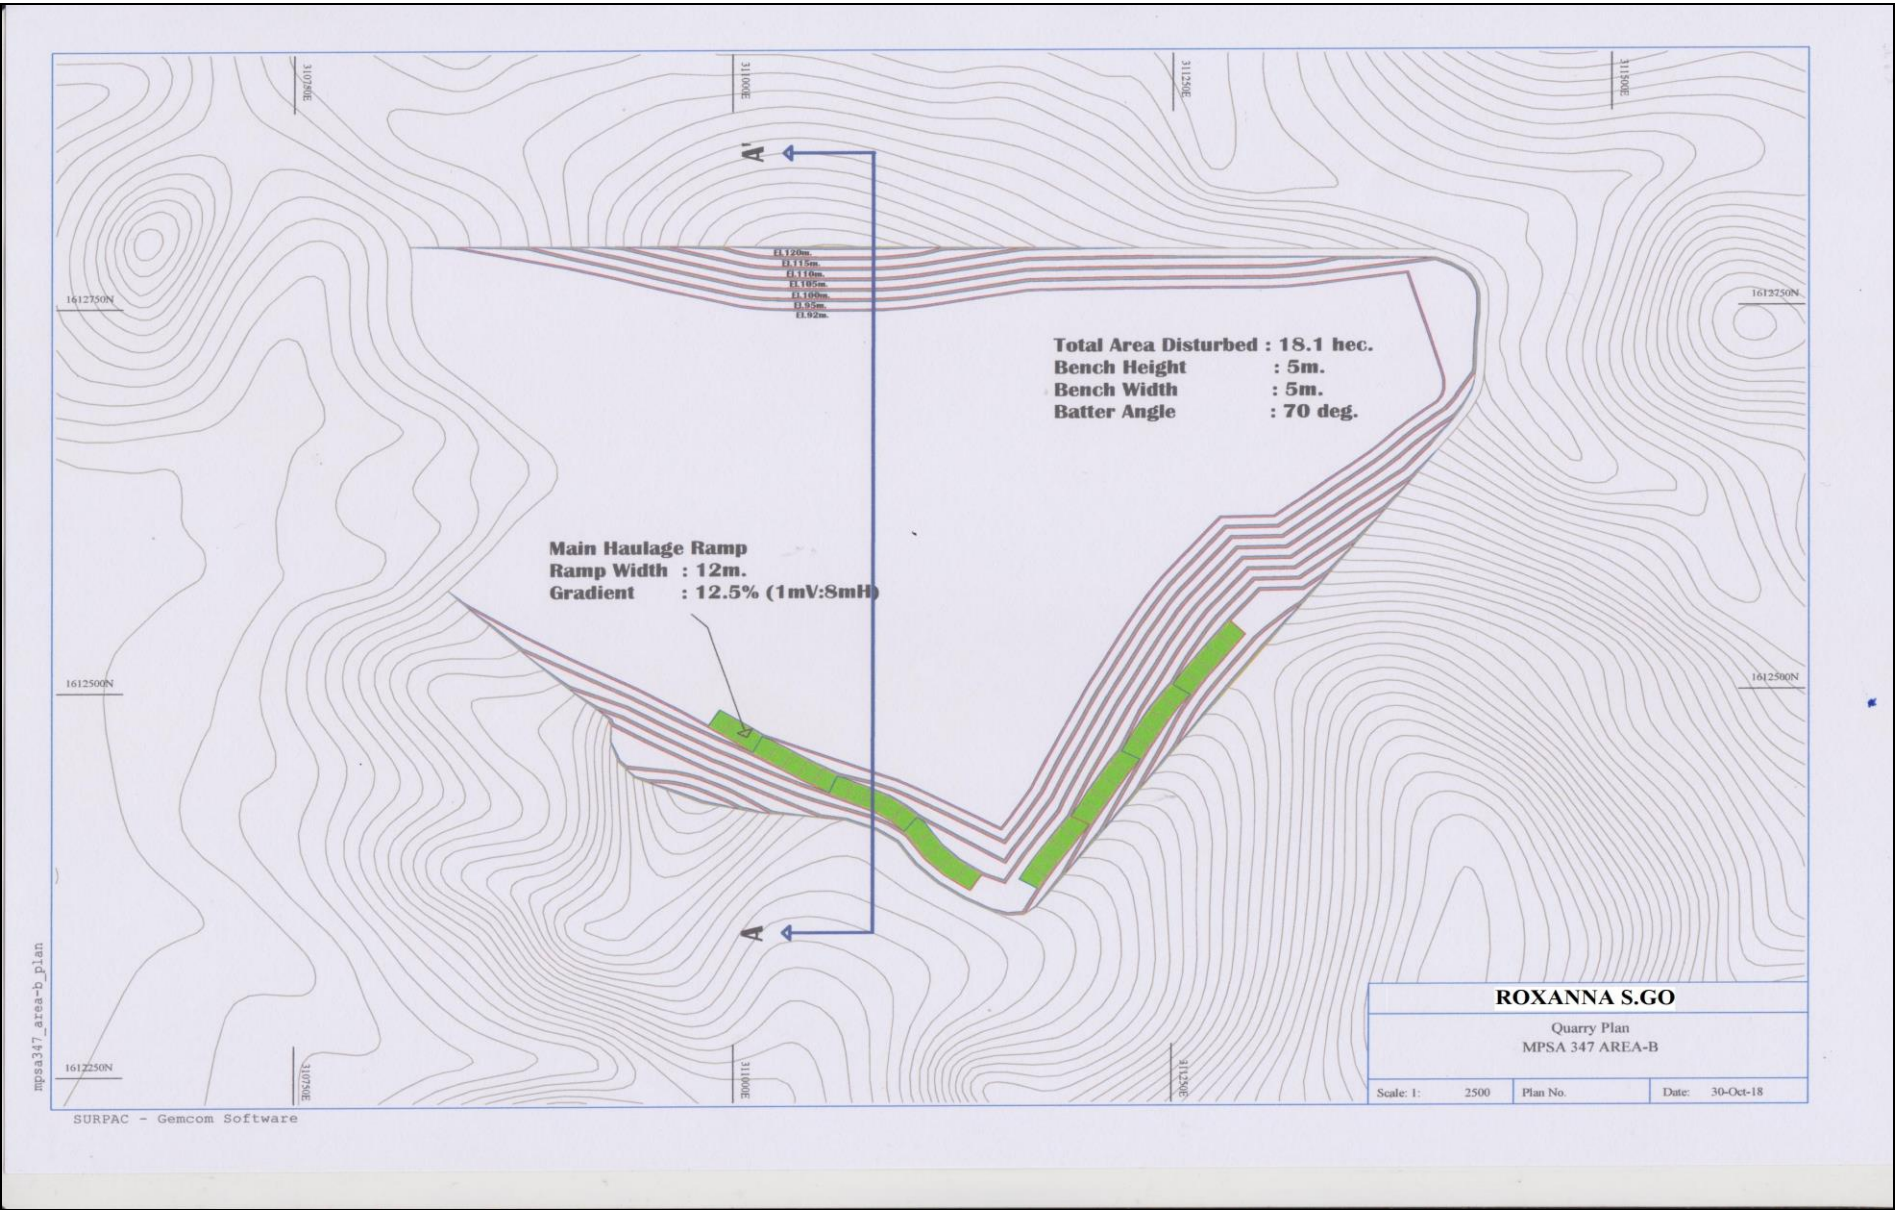 310750E
311000E
311250E
311500E
A'
El.120m.
El.115m.
El.110m.
El.105m.
El.100m.
El.95m.
El.92m.
1612750N
1612750N
Total Area Disturbed : 18.1 hec.
Bench Height : 5m.
Bench Width : 5m.
Batter Angle : 70 deg.
Main Haulage Ramp
Ramp Width : 12m.
Gradient : 12.5% (1mV:8mH)
1612500N
1612500N
A
mpsa347_area-b_plan
1612250N
310750E
311000E
311250E
ROXANNA S.GO
Quarry Plan
MPSA 347 AREA-B
Scale: 1: 2500
Plan No.
Date: 30-Oct-18
SURPAC - Gemcom Software